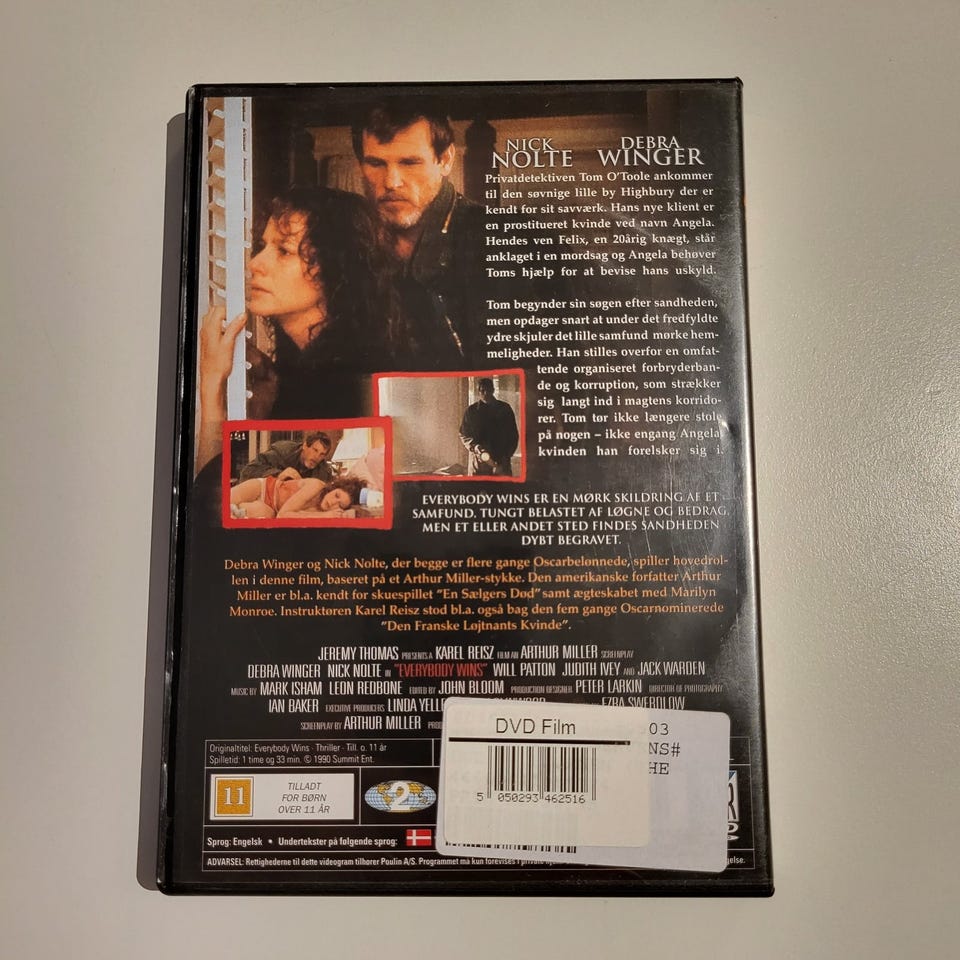 NICK NOLTE
DEBRA WINGER
Privatdetektiven Tom O'Toole ankommer
til den søvnige lille by Highbury der er
kendt for sit savværk. Hans nye klient er
en prostitueret kvinde ved navn Angela.
Hendes ven Felix, en 20årig knægt, står
anklaget i en mordsag og Angela behøver
Toms hjælp for at bevise hans uskyld.
Tom begynder sin søgen efter sandheden,
men opdager snart at under det fredfyldte
ydre skjuler det lille samfund mørke hem-
meligheder. Han stilles overfor en omfat-
tende organiseret forbryderban-
de og korruption, som strækker
sig langt ind i magtens korrido-
rer. Tom tør ikke længere stole
på nogen – ikke engang Angela,
kvinden han forelsker sig i.
EVERYBODY WINS ER EN MØRK SKILDRING AF ET
SAMFUND. TUNGT BELASTET AF LØGNE OG BEDRAG.
MEN ET ELLER ANDET STED FINDES SANDHEDEN
DYBT BEGRAVET.
Debra Winger og Nick Nolte, der begge er flere gange Oscarbelønnede, spiller hovedrol-
len i denne film, baseret på et Arthur Miller-stykke. Den amerikanske forfatter Arthur
Miller er bl.a. kendt for skuespillet "En Sælgers Død" samt ægteskabet med Marilyn
Monroe. Instruktøren Karel Reisz stod bl.a. også bag den fem gange Oscarnominerede
"Den Franske Løjtnants Kvinde".
JEREMY THOMAS PRESENTS A KAREL REISZ FILM AN ARTHUR MILLER SCREENPLAY
DEBRA WINGER NICK NOLTE IN "EVERYBODY WINS" WILL PATTON JUDITH IVEY AND JACK WARDEN
MUSIC BY MARK ISHAM LEON REDBONE EDITED BY JOHN BLOOM PRODUCTION DESIGNER PETER LARKIN DIRECTOR OF PHOTOGRAPHY
IAN BAKER EXECUTIVE PRODUCERS LINDA YELLE EZRA SWERDLOW
SCREENPLAY BY ARTHUR MILLER
DVD Film
03
NS#
HE
5 050293 462516
Originaltitel: Everybody Wins · Thriller · Till. o. 11 år
Spilletid: 1 time og 33 min. © 1990 Summit Ent.
11
TILLADT
FOR BØRN
OVER 11 ÅR
2
Sprog: Engelsk • Undertekster på følgende sprog:
ADVARSEL: Rettighederne til dette videogram tilhører Poulin A/S. Programmet må kun forevises i